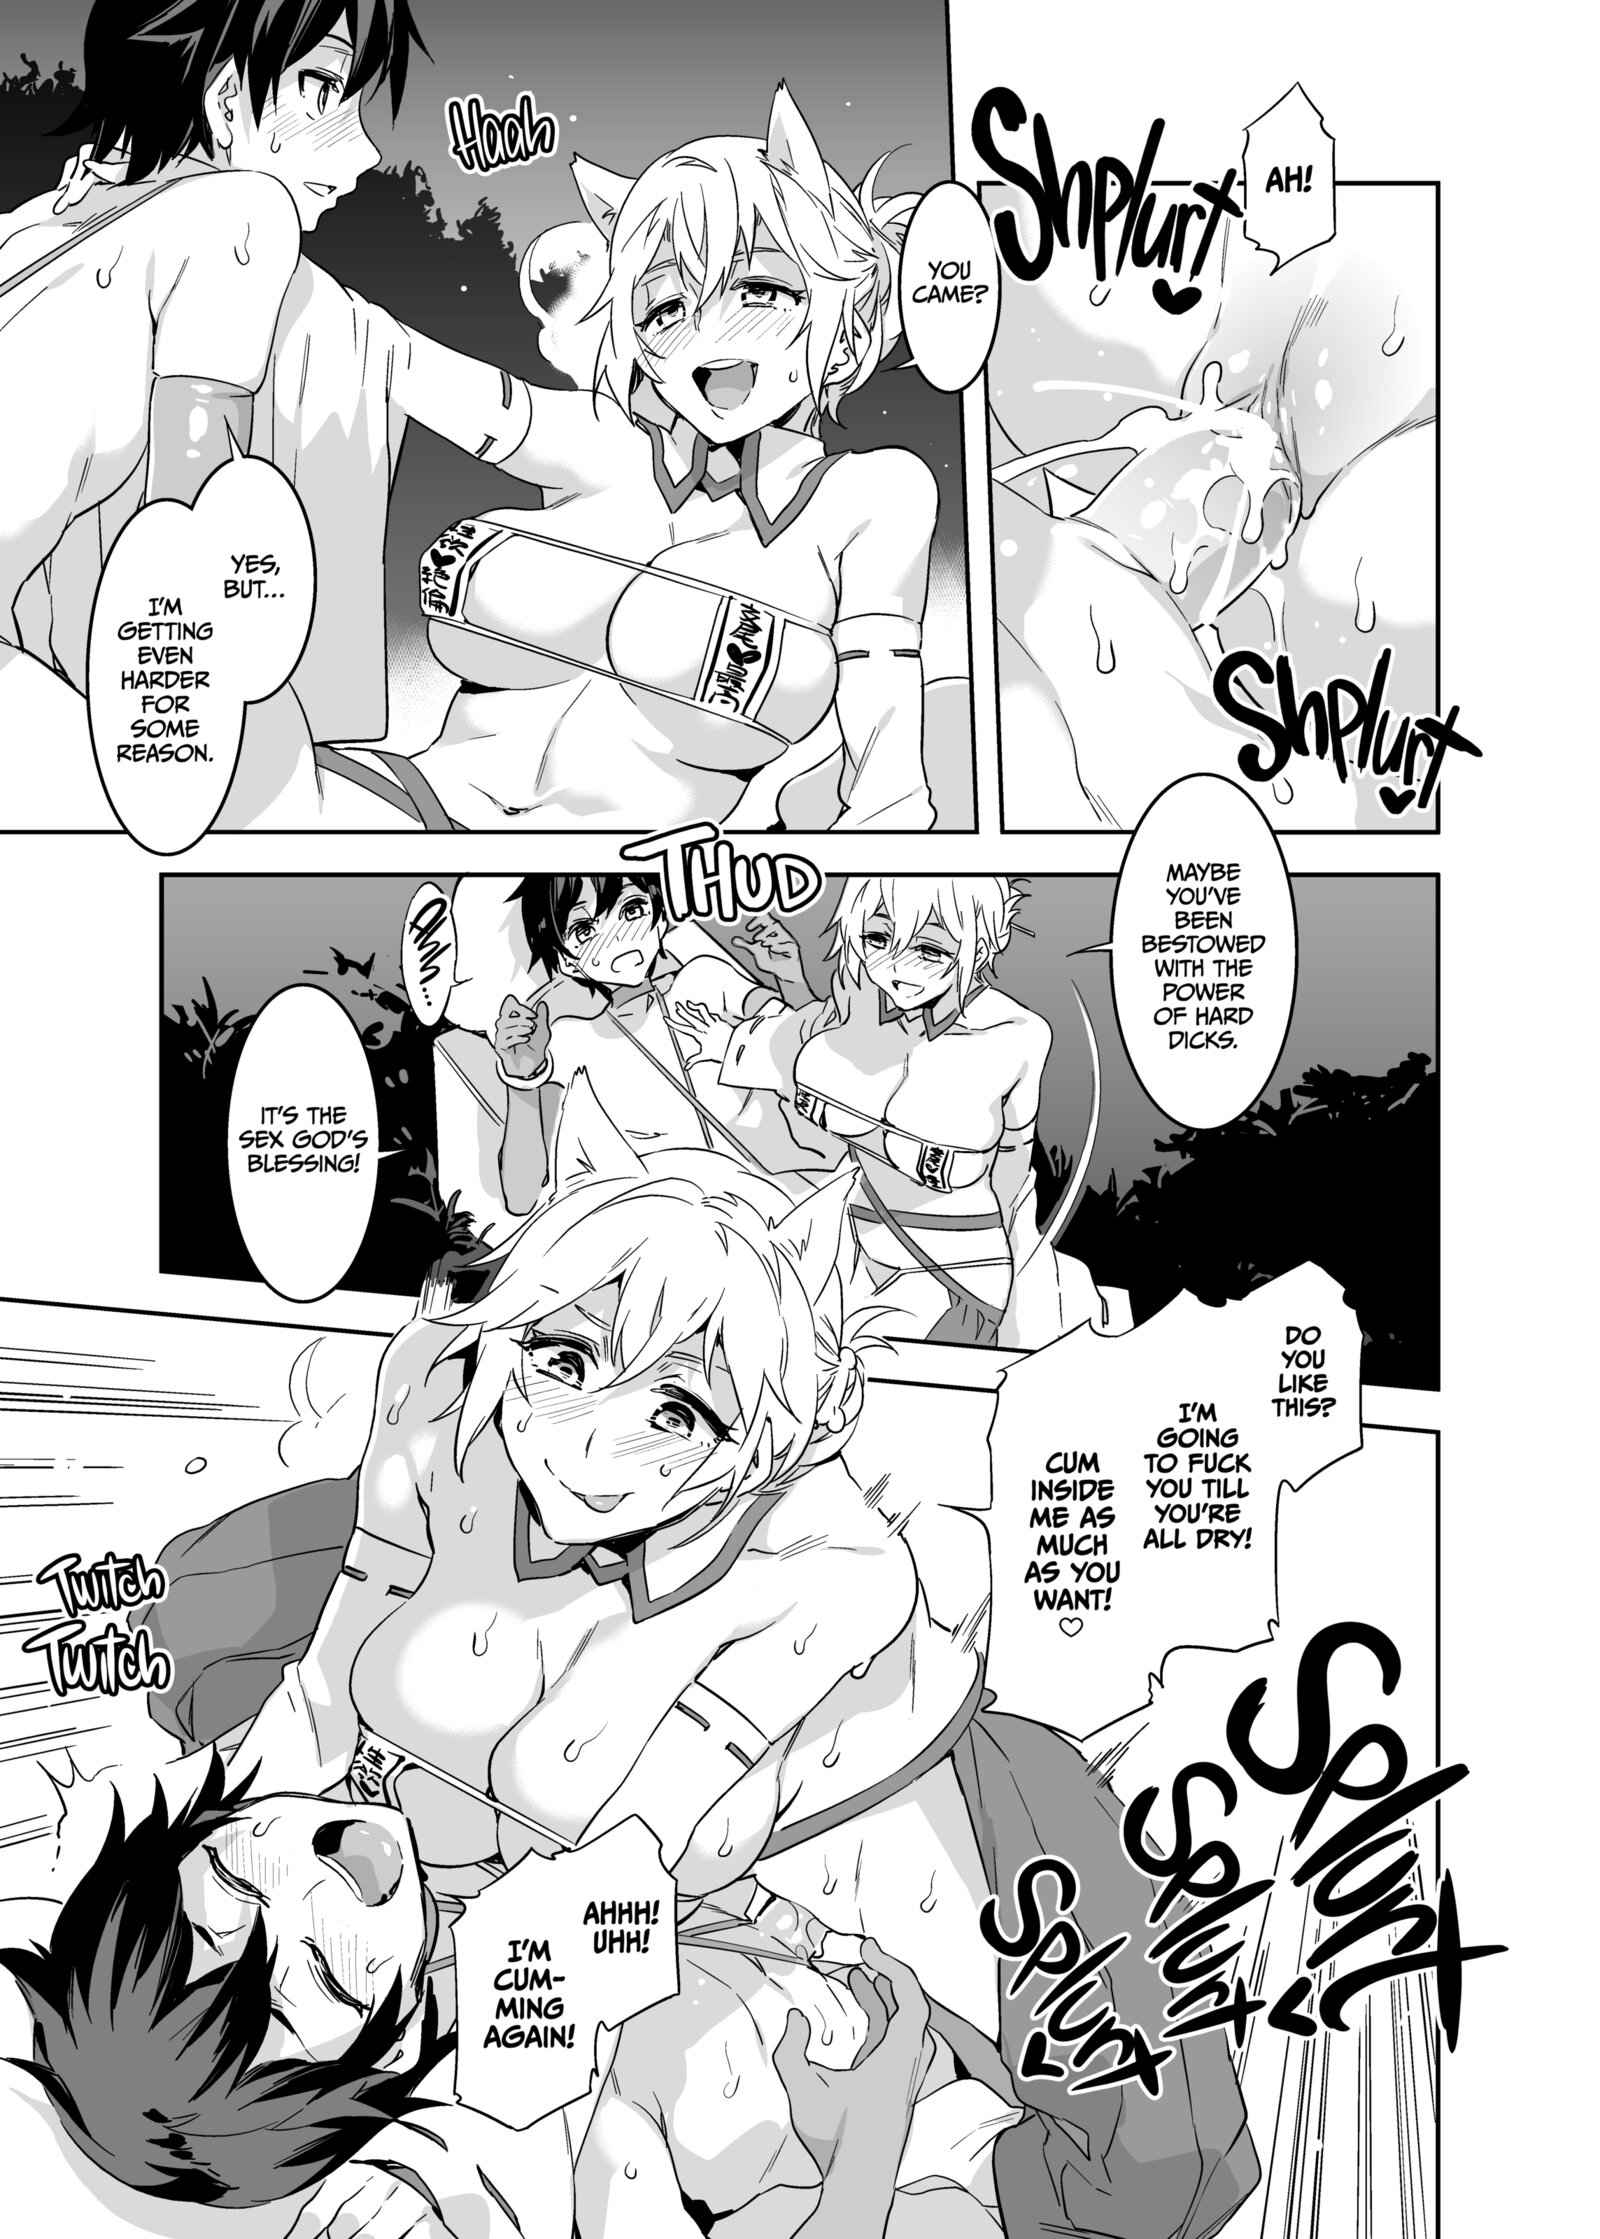 AH!
Shplurt
Shplurt
YOU
CAME?
Haah
YES,
BUT...
I'M
GETTING
EVEN
HARDER
FOR
SOME
REASON.
MAYBE
YOU'VE
BEEN
BESTOWED
WITH THE
POWER
OF HARD
DICKS.
THUD
IT'S THE
SEX GOD'S
BLESSING!
DO
YOU
LIKE
THIS?
I'M
GOING
TO FUCK
YOU TILL
YOU'RE
ALL DRY!
CUM
INSIDE
ME AS
MUCH
AS YOU
WANT!
♡
Splurt
Splurt
Splurt
Twitch
Twitch
AHHH!
UHH!
I'M
CUM-
MING
AGAIN!